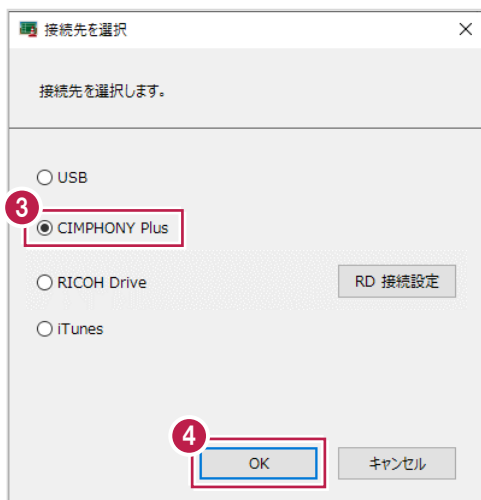 接続先を選択
接続先を選択します。
USB
3
CIMPHONY Plus
RICOH Drive
RD 接続設定
iTunes
4
OK
キャンセル